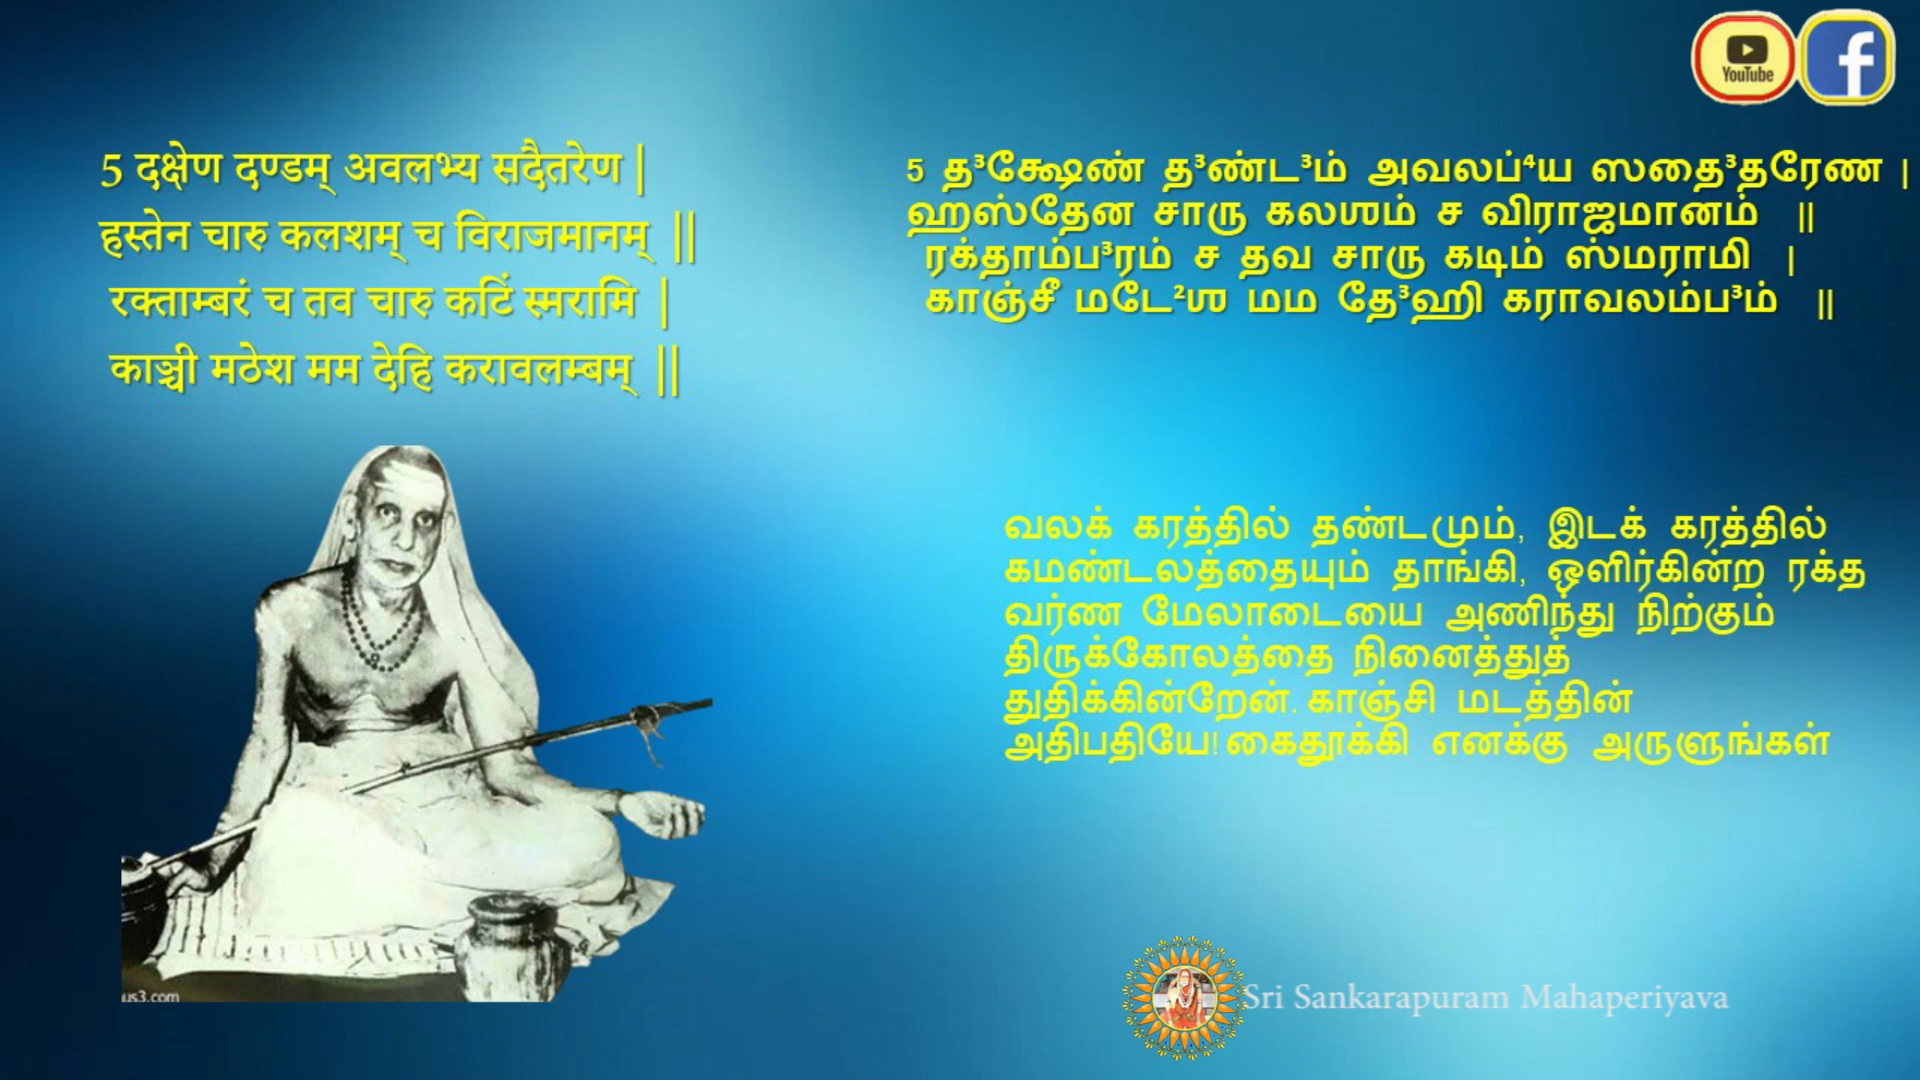 YouTube
5 दक्षेण दण्डम् अवलभ्य सदैतरेण |
हस्तेन चारु कलशम् च विराजमानम् ||
रक्ताम्बरं च तव चारु कटिं स्मरामि |
काञ्ची मठेश मम देहि करावलम्बम् ||
5 த³க்ஷேண் த³ண்ட³ம் அவலப்⁴ய ஸதை³தரேண |
ஹஸ்தேன சாரு கலஶம் ச விராஜமானம் ||
ரக்தாம்ப³ரம் ச தவ சாரு கடிம் ஸ்மராமி |
காஞ்சீ மடே²ஶ மம தே³ஹி கராவலம்ப³ம் ||
வலக் கரத்தில் தண்டமும், இடக் கரத்தில்
கமண்டலத்தையும் தாங்கி, ஒளிர்கின்ற ரக்த
வர்ண மேலாடையை அணிந்து நிற்கும்
திருக்கோலத்தை நினைத்துத்
துதிக்கின்றேன். காஞ்சி மடத்தின்
அதிபதியே! கைதூக்கி எனக்கு அருளுங்கள்
us3.com
Sri Sankarapuram Mahaperiyava